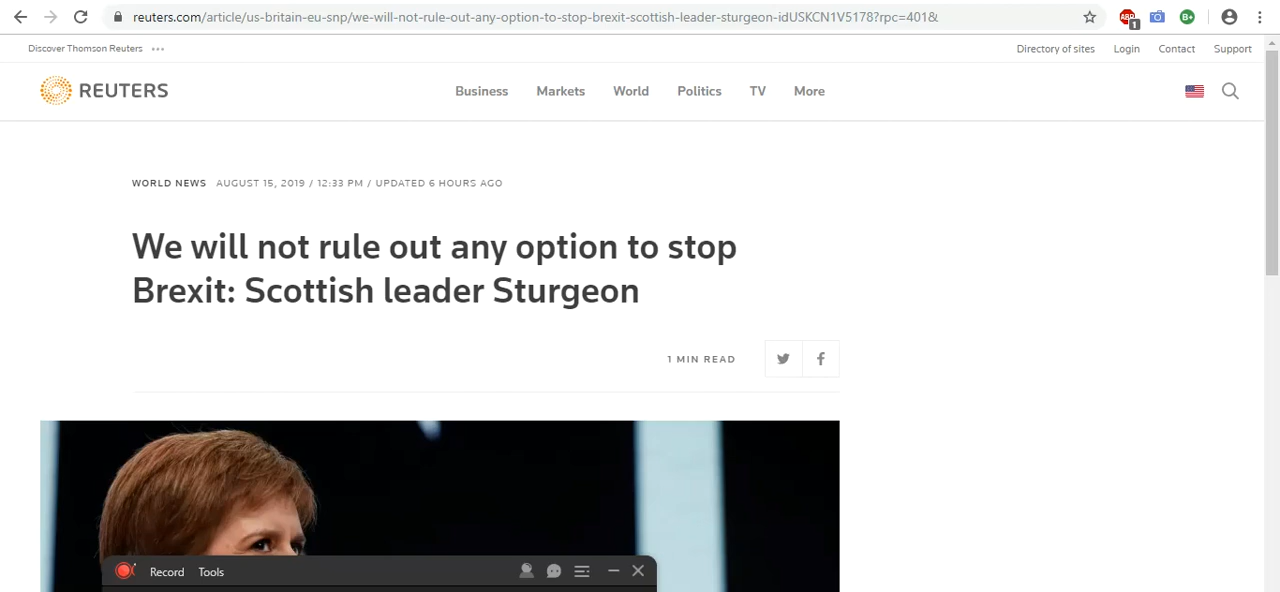 reuters.com/article/us-britain-eu-snp/we-will-not-rule-out-any-option-to-stop-brexit-scottish-leader-sturgeon-idUSKCN1V5178?rpc=401&
ABP
1
B+
Discover Thomson Reuters
Directory of sites Login Contact Support
REUTERS
Business Markets World Politics TV More
WORLD NEWS AUGUST 15, 2019 / 12:33 PM / UPDATED 6 HOURS AGO
We will not rule out any option to stop
Brexit: Scottish leader Sturgeon
1 MIN READ
Record Tools